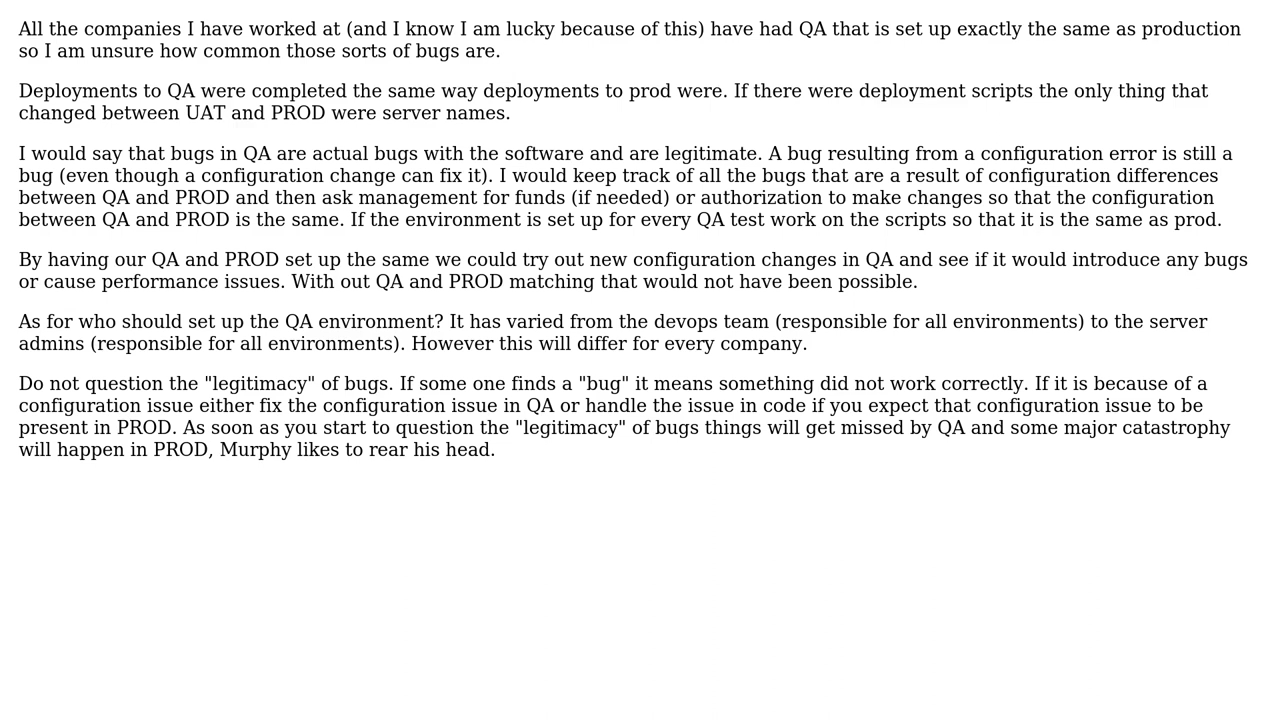 All the companies I have worked at (and I know I am lucky because of this) have had QA that is set up exactly the same as production
so I am unsure how common those sorts of bugs are.
Deployments to QA were completed the same way deployments to prod were. If there were deployment scripts the only thing that
changed between UAT and PROD were server names.
I would say that bugs in QA are actual bugs with the software and are legitimate. A bug resulting from a configuration error is still a
bug (even though a configuration change can fix it). I would keep track of all the bugs that are a result of configuration differences
between QA and PROD and then ask management for funds (if needed) or authorization to make changes so that the configuration
between QA and PROD is the same. If the environment is set up for every QA test work on the scripts so that it is the same as prod.
By having our QA and PROD set up the same we could try out new configuration changes in QA and see if it would introduce any bugs
or cause performance issues. With out QA and PROD matching that would not have been possible.
As for who should set up the QA environment? It has varied from the devops team (responsible for all environments) to the server
admins (responsible for all environments). However this will differ for every company.
Do not question the "legitimacy" of bugs. If some one finds a "bug" it means something did not work correctly. If it is because of a
configuration issue either fix the configuration issue in QA or handle the issue in code if you expect that configuration issue to be
present in PROD. As soon as you start to question the "legitimacy" of bugs things will get missed by QA and some major catastrophy
will happen in PROD, Murphy likes to rear his head.